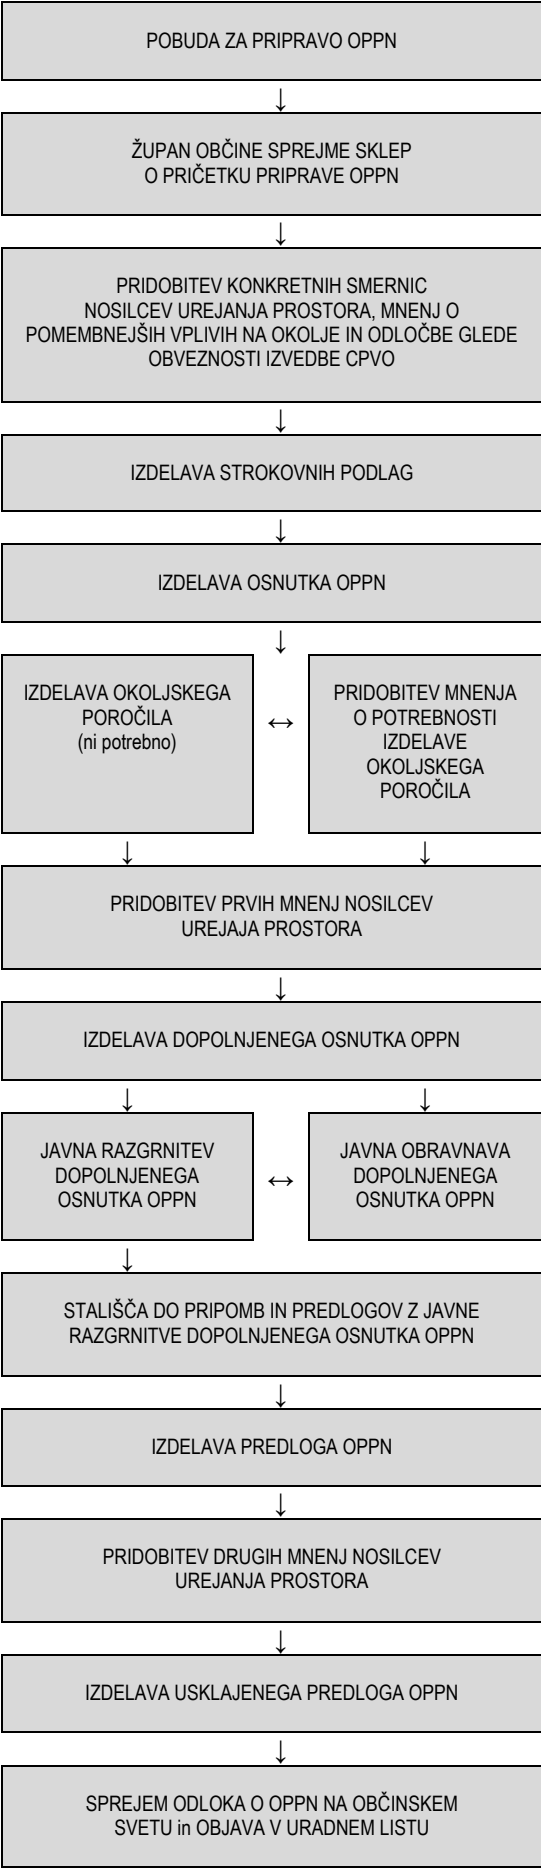 POBUDA ZA PRIPRAVO OPPN
↓
ŽUPAN OBČINE SPREJME SKLEP
O PRIČETKU PRIPRAVE OPPN
↓
PRIDOBITEV KONKRETNIH SMERNIC
NOSILCEV UREJANJA PROSTORA, MNENJ O
POMEMBNEJŠIH VPLIVIH NA OKOLJE IN ODLOČBE GLEDE
OBVEZNOSTI IZVEDBE CPVO
↓
IZDELAVA STROKOVNIH PODLAG
↓
IZDELAVA OSNUTKA OPPN
↓
IZDELAVA OKOLJSKEGA
POROČILA
(ni potrebno)
↔
PRIDOBITEV MNENJA
O POTREBNOSTI
IZDELAVE
OKOLJSKEGA
POROČILA
↓ ↓
PRIDOBITEV PRVIH MNENJ NOSILCEV
UREJAJA PROSTORA
↓
IZDELAVA DOPOLNJENEGA OSNUTKA OPPN
↓ ↓
JAVNA RAZGRNITEV
DOPOLNJENEGA
OSNUTKA OPPN
↔
JAVNA OBRAVNAVA
DOPOLNJENEGA
OSNUTKA OPPN
↓
STALIŠČA DO PRIPOMB IN PREDLOGOV Z JAVNE
RAZGRNITVE DOPOLNJENEGA OSNUTKA OPPN
↓
IZDELAVA PREDLOGA OPPN
↓
PRIDOBITEV DRUGIH MNENJ NOSILCEV
UREJANJA PROSTORA
↓
IZDELAVA USKLAJENEGA PREDLOGA OPPN
↓
SPREJEM ODLOKA O OPPN NA OBČINSKEM
SVETU in OBJAVA V URADNEM LISTU